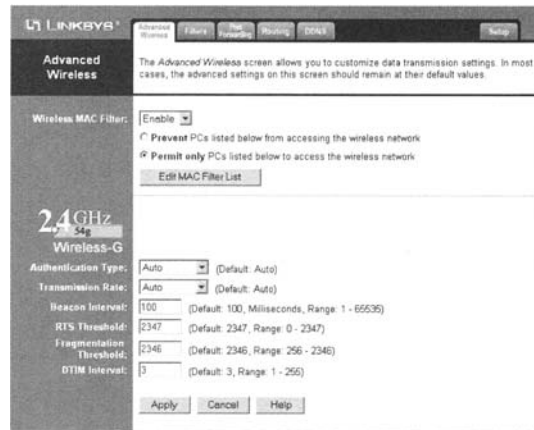 LINKSYS®
Advanced Wireless
Filters
Port Forwarding
Routing
DDNS
Setup
Advanced
Wireless
The Advanced Wireless screen allows you to customize data transmission settings. In most
cases, the advanced settings on this screen should remain at their default values.
Wireless MAC Filter: Enable
Prevent PCs listed below from accessing the wireless network
Permit only PCs listed below to access the wireless network
Edit MAC Filter List
2.4 GHz
54g
Wireless-G
Authentication Type: Auto (Default: Auto)
Transmission Rate: Auto (Default: Auto)
Beacon Interval: 100 (Default: 100, Milliseconds, Range: 1 - 65535)
RTS Threshold: 2347 (Default: 2347, Range: 0 - 2347)
Fragmentation
Threshold: 2346 (Default: 2346, Range: 256 - 2346)
DTIM Interval: 3 (Default: 3, Range: 1 - 255)
Apply Cancel Help